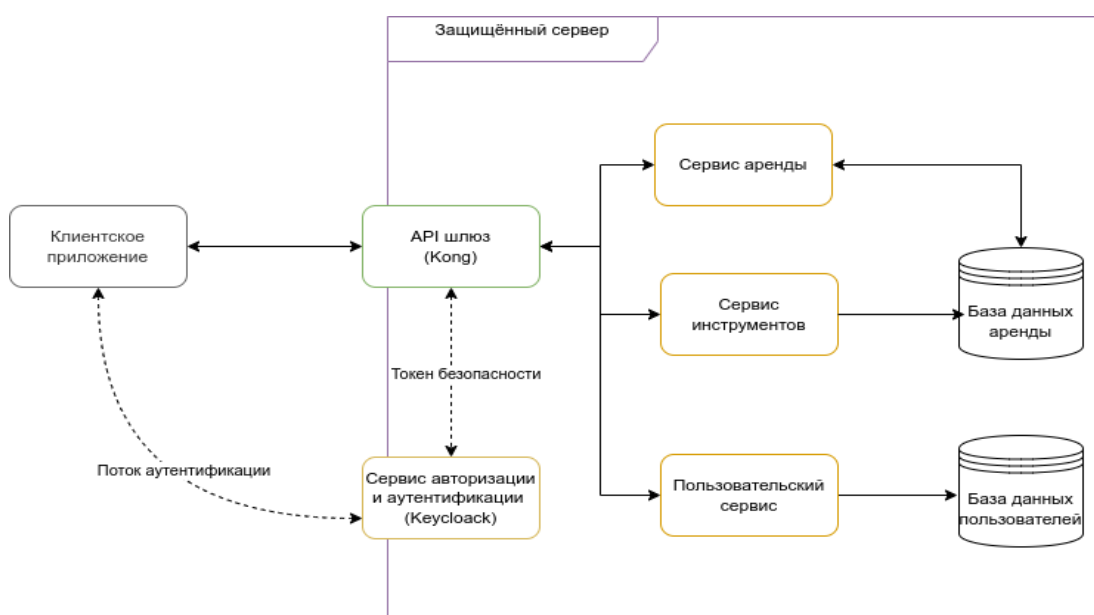 Защищённый сервер
Сервис аренды
Клиентское
приложение
API шлюз
(Kong)
Сервис
инструментов
База данных
аренды
Токен безопасности
Поток аутентификации
Сервис авторизации
и аутентификации
(Keycloack)
Пользовательский
сервис
База данных
пользователей